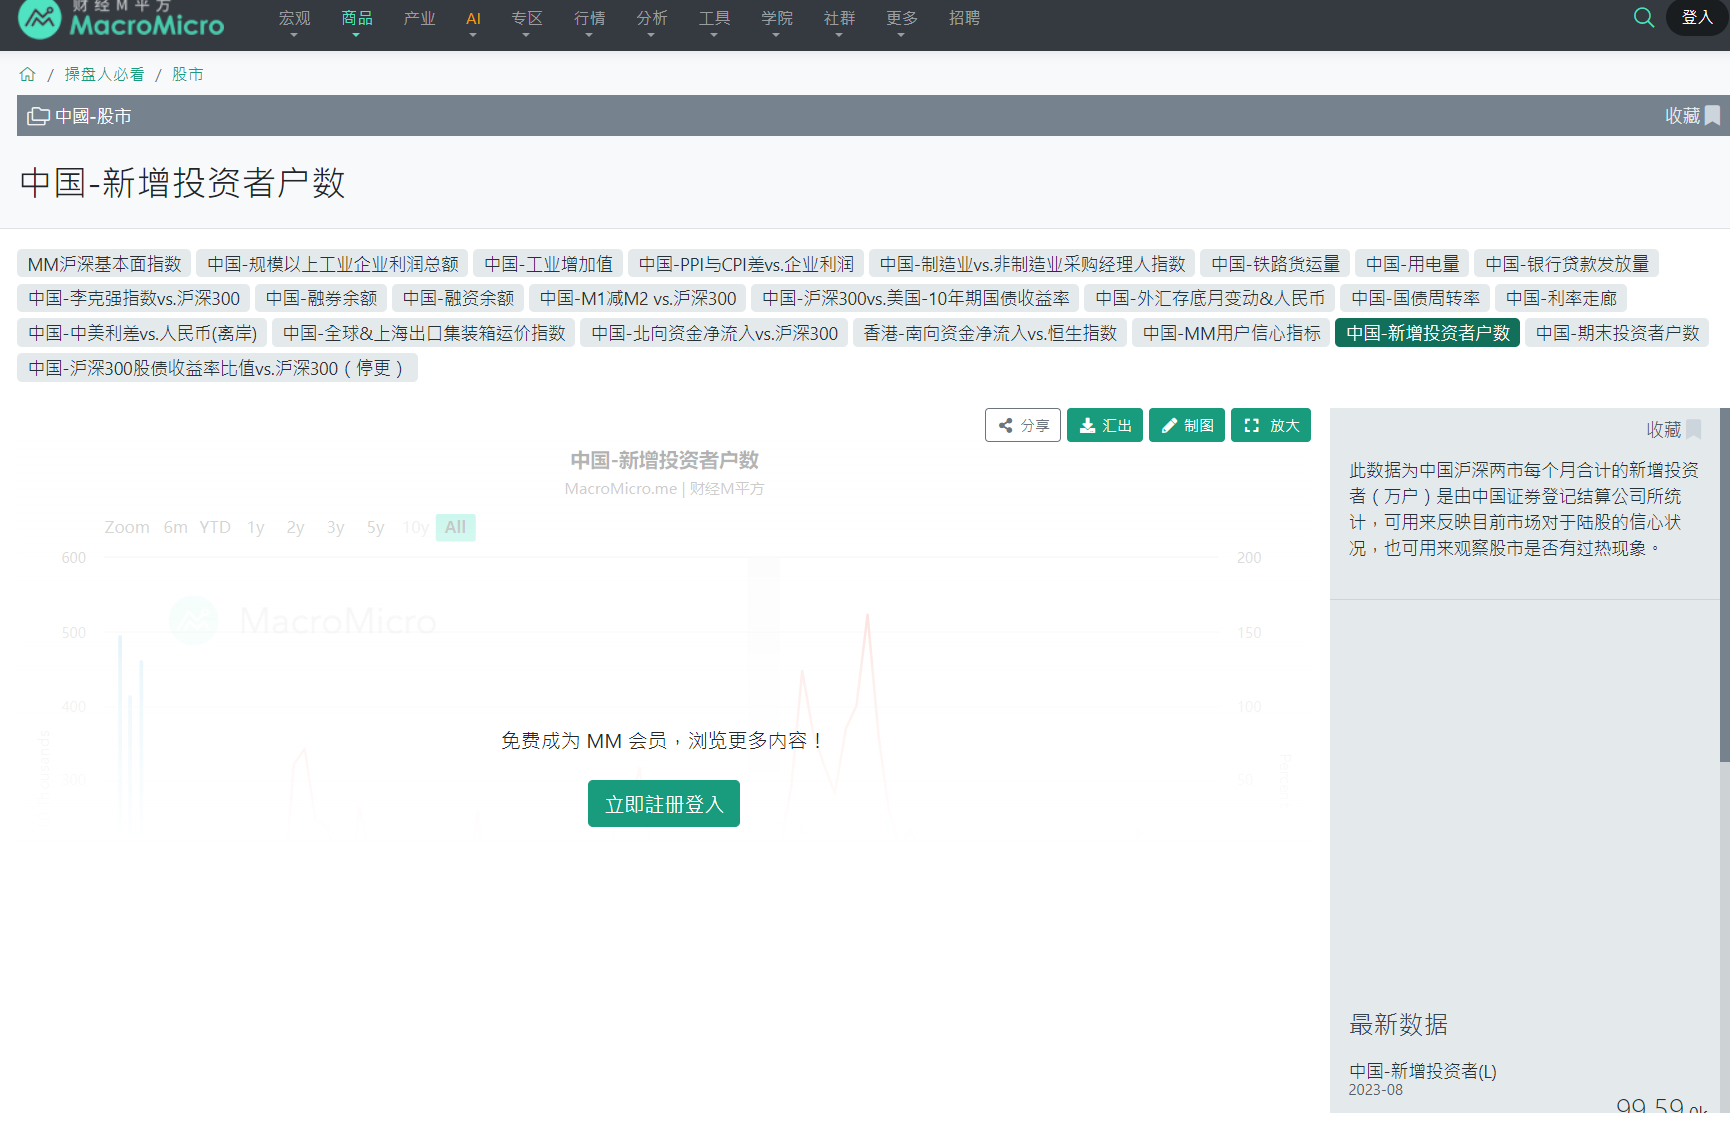 财经M平方
MacroMicro
宏观 商品 产业 AI 专区 行情 分析 工具 学院 社群 更多 招聘 登入
/ 操盘人必看 / 股市
中國-股市 收藏
中国-新增投资者户数
MM沪深基本面指数 中国-规模以上工业企业利润总额 中国-工业增加值 中国-PPI与CPI差vs.企业利润 中国-制造业vs.非制造业采购经理人指数 中国-铁路货运量 中国-用电量 中国-银行贷款发放量
中国-李克强指数vs.沪深300 中国-融券余额 中国-融资余额 中国-M1减M2 vs.沪深300 中国-沪深300vs.美国-10年期国债收益率 中国-外汇存底月变动&人民币 中国-国债周转率 中国-利率走廊
中国-中美利差vs.人民币(离岸) 中国-全球&上海出口集装箱运价指数 中国-北向资金净流入vs.沪深300 香港-南向资金净流入vs.恒生指数 中国-MM用户信心指标 中国-新增投资者户数 中国-期末投资者户数
中国-沪深300股债收益率比值vs.沪深300（停更）
分享 汇出 制图 放大
中国-新增投资者户数
MacroMicro.me | 财经M平方
Zoom 6m YTD 1y 2y 3y 5y 10y All
600 200
MacroMicro
500 150
400 100
Thousands
300 50
免费成为 MM 会员，浏览更多内容！
立即註册登入
收藏
此数据为中国沪深两市每个月合计的新增投资
者（万户）是由中国证券登记结算公司所统
计，可用来反映目前市场对于陆股的信心状
况，也可用来观察股市是否有过热现象。
最新数据
中国-新增投资者(L)
2023-08
99.59